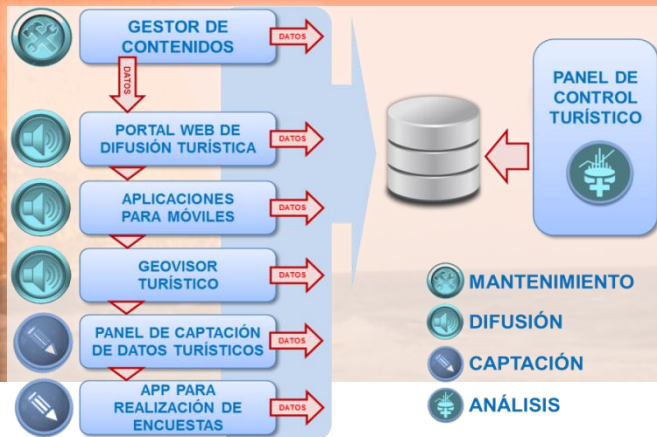 GESTOR DE
CONTENIDOS
DATOS
DATOS
PORTAL WEB DE
DIFUSIÓN TURÍSTICA
DATOS
APLICACIONES
PARA MÓVILES
DATOS
GEOVISOR
TURÍSTICO
DATOS
PANEL DE CAPTACIÓN
DE DATOS TURÍSTICOS
DATOS
APP PARA
REALIZACIÓN DE
ENCUESTAS
DATOS
PANEL DE
CONTROL
TURÍSTICO
MANTENIMIENTO
DIFUSIÓN
CAPTACIÓN
ANÁLISIS